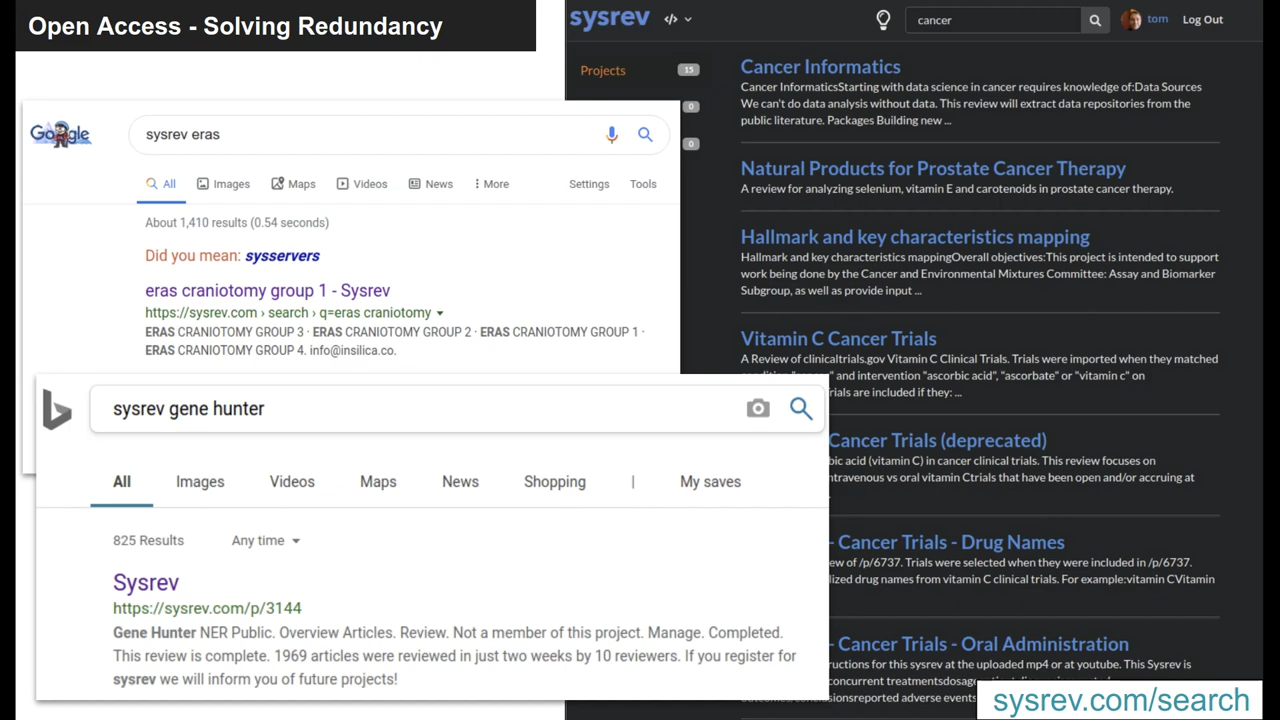 Open Access - Solving Redundancy
sysrev
</>
cancer
tom
Log Out
Projects
15
0
0
Cancer Informatics
Cancer InformaticsStarting with data science in cancer requires knowledge of:Data Sources
We can't do data analysis without data. This review will extract data repositories from the
public literature. Packages Building new ...
Natural Products for Prostate Cancer Therapy
A review for analyzing selenium, vitamin E and carotenoids in prostate cancer therapy.
Hallmark and key characteristics mapping
Hallmark and key characteristics mappingOverall objectives:This project is intended to support
work being done by the Cancer and Environmental Mixtures Committee: Assay and Biomarker
Subgroup, as well as provide input ...
Vitamin C Cancer Trials
A Review of clinicaltrials.gov Vitamin C Clinical Trials. Trials were imported when they matched
and intervention "ascorbic acid", "ascorbate" or "vitamin c" on
are included if they: ...
Cancer Trials (deprecated)
acid (vitamin C) in cancer clinical trials. This review focuses on
vs oral vitamin Ctrials that have been open and/or accruing at
- Cancer Trials - Drug Names
of /p/6737. Trials were selected when they were included in /p/6737.
drug names from vitamin C clinical trials. For example:vitamin CVitamin
- Cancer Trials - Oral Administration
for this sysrev at the uploaded mp4 or at youtube. This Sysrev is
adverse events
Google
sysrev eras
All
Images
Maps
Videos
News
More
Settings
Tools
About 1,410 results (0.54 seconds)
Did you mean: sysservers
eras craniotomy group 1 - Sysrev
https://sysrev.com › search › q=eras craniotomy
ERAS CRANIOTOMY GROUP 3 · ERAS CRANIOTOMY GROUP 2 · ERAS CRANIOTOMY GROUP 1 ·
ERAS CRANIOTOMY GROUP 4. info@insilica.co.
sysrev gene hunter
All
Images
Videos
Maps
News
Shopping
|
My saves
825 Results
Any time
Sysrev
https://sysrev.com/p/3144
Gene Hunter NER Public. Overview Articles. Review. Not a member of this project. Manage. Completed.
This review is complete. 1969 articles were reviewed in just two weeks by 10 reviewers. If you register for
sysrev we will inform you of future projects!
sysrev.com/search